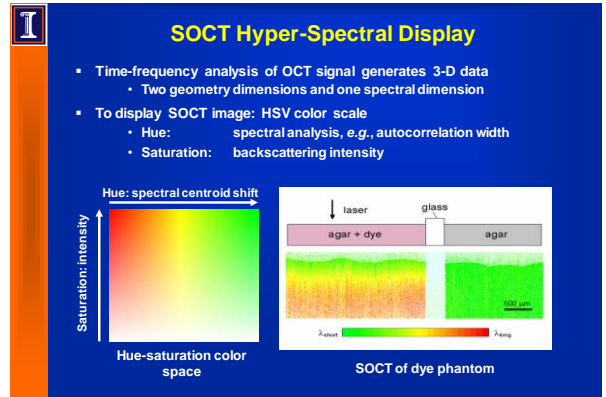 SOCT Hyper-Spectral Display
▪ Time-frequency analysis of OCT signal generates 3-D data
• Two geometry dimensions and one spectral dimension
▪ To display SOCT image: HSV color scale
• Hue: spectral analysis, e.g., autocorrelation width
• Saturation: backscattering intensity
Hue: spectral centroid shift
Saturation: intensity
Hue-saturation color
space
laser
glass
agar + dye
agar
500 μm
λshort
λlong
SOCT of dye phantom